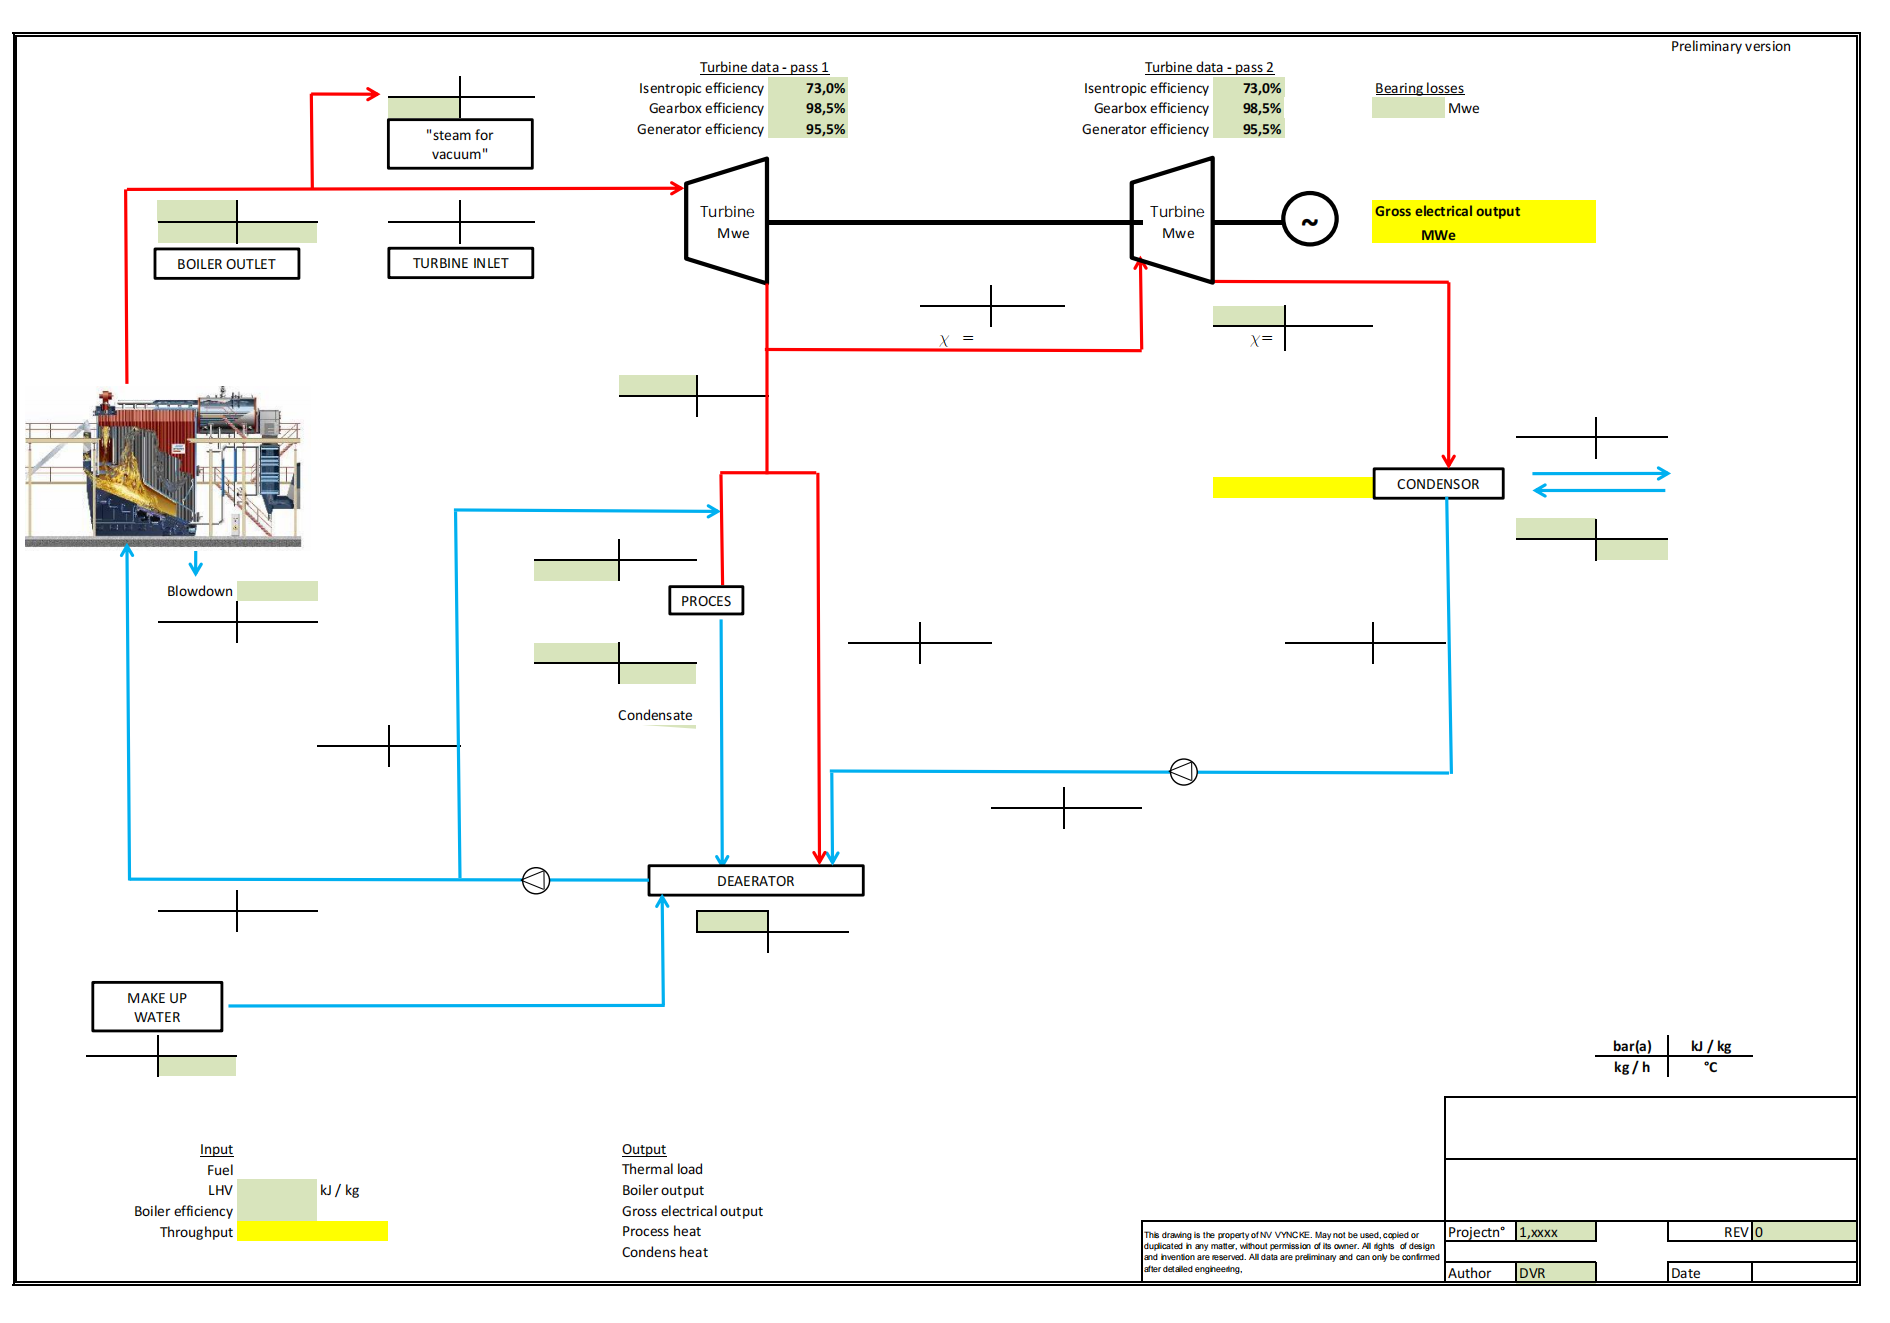 Preliminary version
Turbine data - pass 1
Isentropic efficiency 73,0%
Gearbox efficiency 98,5%
Generator efficiency 95,5%
Turbine data - pass 2
Isentropic efficiency 73,0%
Gearbox efficiency 98,5%
Generator efficiency 95,5%
Bearing losses
Mwe
"steam for
vacuum"
Turbine
Mwe
Turbine
Mwe
~
Gross electrical output
MWe
BOILER OUTLET
TURBINE INLET
χ =
χ=
CONDENSOR
Blowdown
PROCES
Condensate
DEAERATOR
MAKE UP
WATER
bar(a) kJ / kg
kg / h °C
Input
Fuel
LHV kJ / kg
Boiler efficiency
Throughput
Output
Thermal load
Boiler output
Gross electrical output
Process heat
Condens heat
This drawing is the property of NV VYNCKE. May not be used, copied or
duplicated in any matter, without permission of its owner. All rights of design
and invention are reserved. All data are preliminary and can only be confirmed
after detailed engineering,
Projectn° 1,xxxx
REV 0
Author DVR
Date